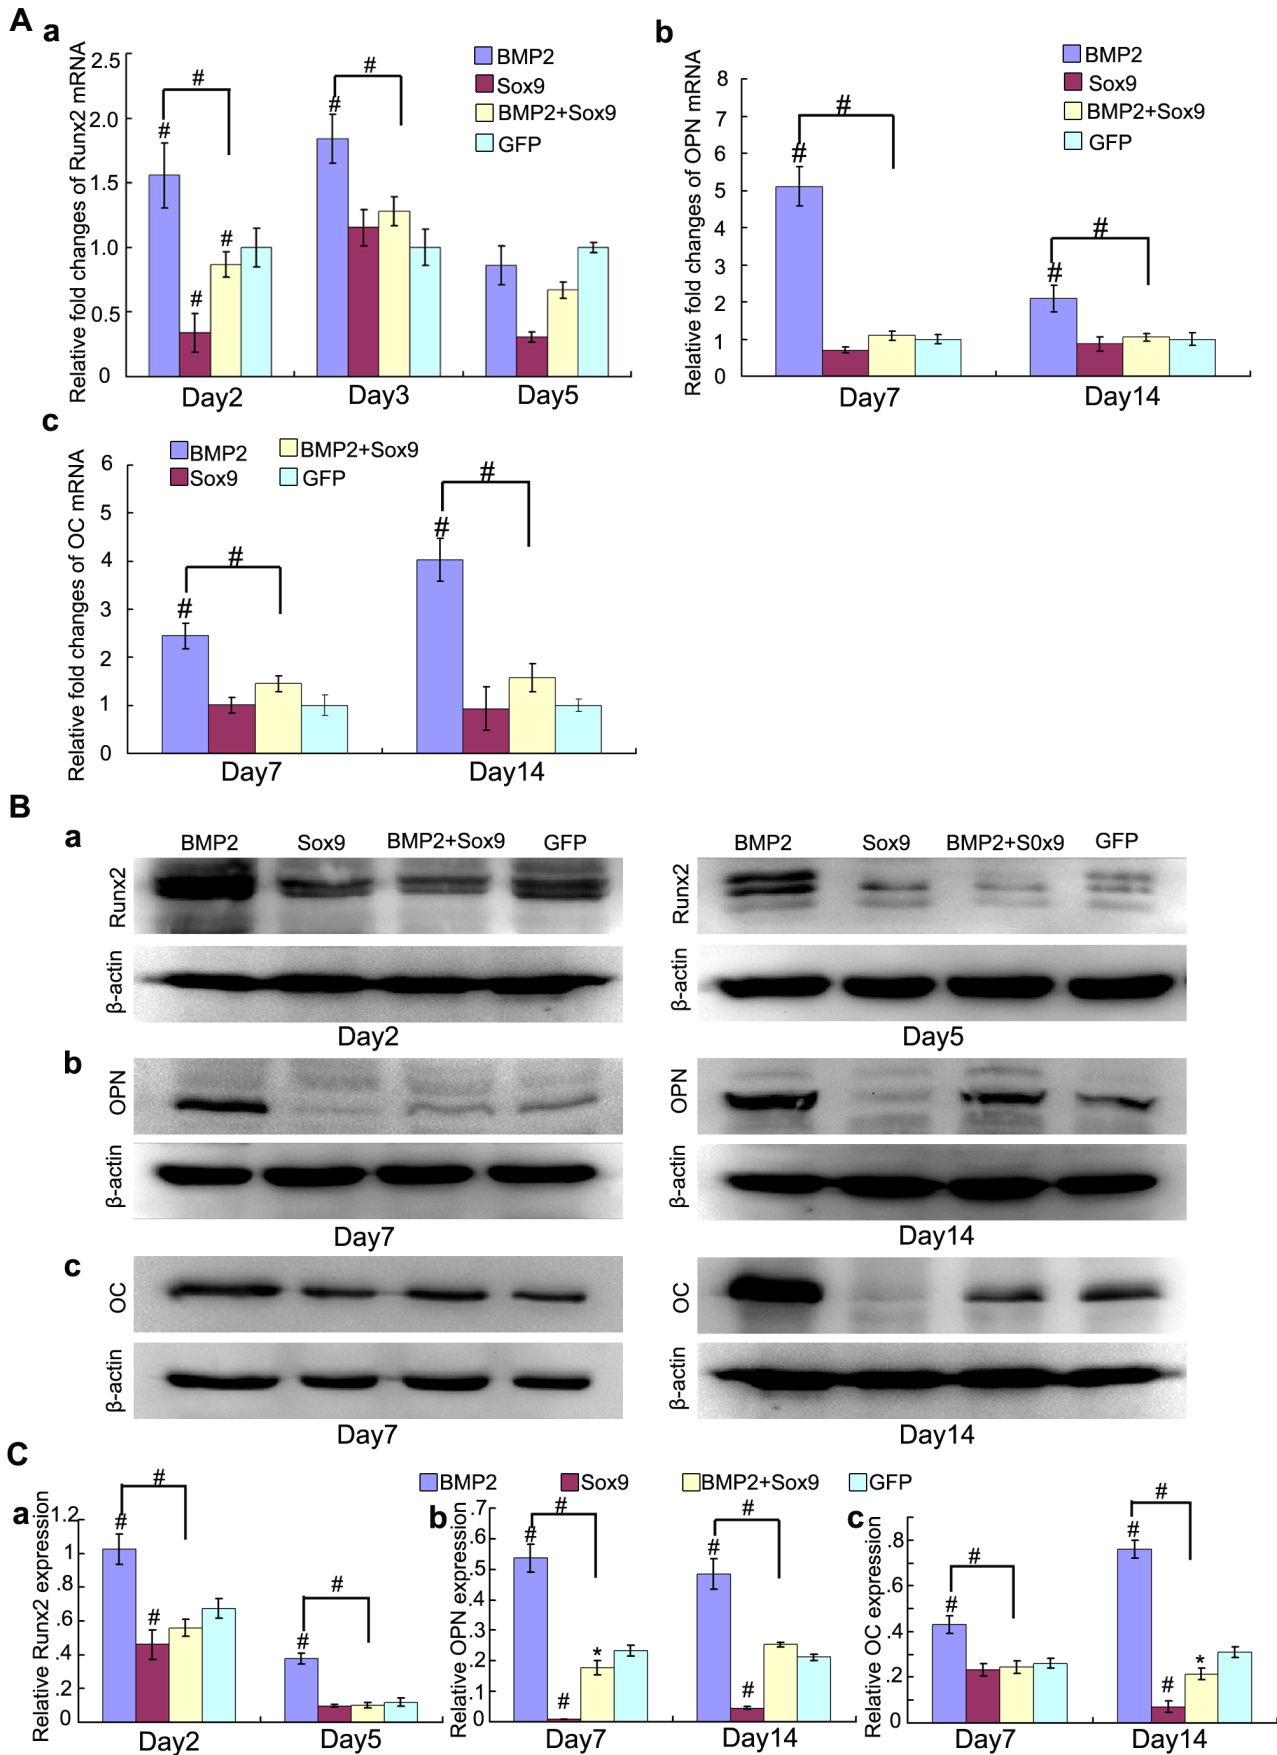 A
a
Relative fold changes of Runx2 mRNA
2.5
2.0
1.5
1.0
0.5
0
#
#
#
#
#
#
BMP2
Sox9
BMP2+Sox9
GFP
Day2
Day3
Day5
b
Relative fold changes of OPN mRNA
8
7
6
5
4
3
2
1
0
#
#
#
#
BMP2
Sox9
BMP2+Sox9
GFP
Day7
Day14
c
Relative fold changes of OC mRNA
6
5
4
3
2
1
0
BMP2
BMP2+Sox9
Sox9
GFP
#
#
#
#
Day7
Day14
B
a
BMP2 Sox9 BMP2+Sox9 GFP
Runx2
β-actin
Day2
BMP2 Sox9 BMP2+S0x9 GFP
Runx2
β-actin
Day5
b
OPN
β-actin
Day7
OPN
β-actin
Day14
c
OC
β-actin
Day7
OC
β-actin
Day14
C
BMP2 Sox9 BMP2+Sox9 GFP
a
Relative Runx2 expression
1.2
1
.8
.6
.4
.2
0
#
#
#
#
#
Day2
Day5
b
Relative OPN expression
.7
.6
.5
.4
.3
.2
.1
0
#
#
#
*
#
#
#
Day7
Day14
c
Relative OC expression
.8
.6
.4
.2
0
#
#
#
#
#
*
Day7
Day14